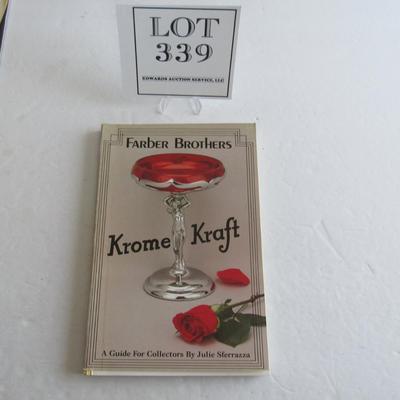 LOT
339
EDWARDS AUCTION SERVICE, LLC
FARBER BROTHERS
Krome Kraft
A Guide For Collectors By Julie Sferrazza